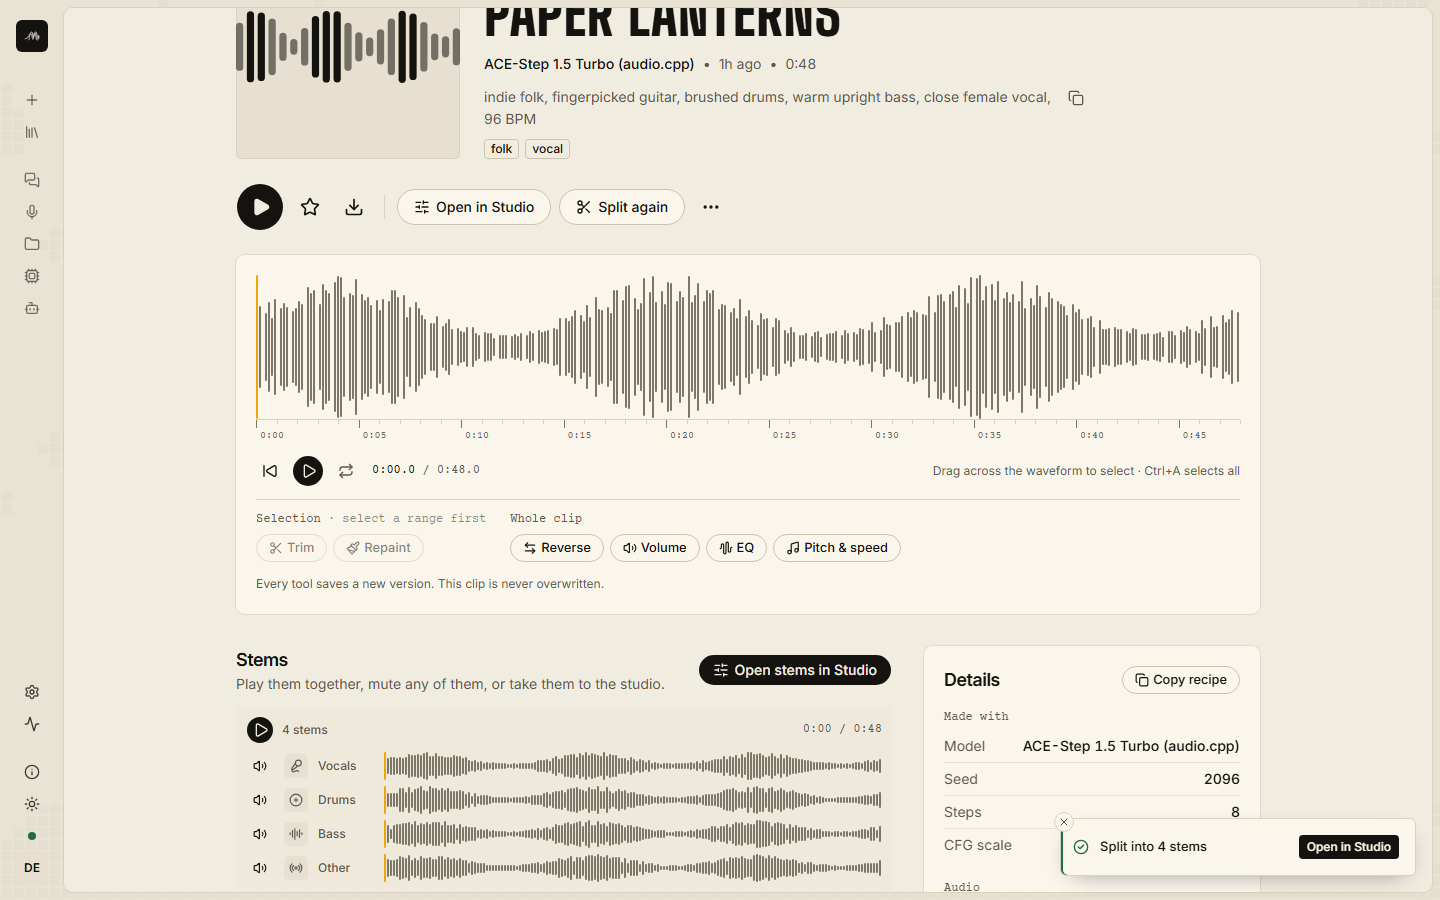 PAPER LANTERNS
ACE-Step 1.5 Turbo (audio.cpp) • 1h ago • 0:48
indie folk, fingerpicked guitar, brushed drums, warm upright bass, close female vocal,
96 BPM
folk vocal
Open in Studio Split again
0:00 0:05 0:10 0:15 0:20 0:25 0:30 0:35 0:40 0:45
0:00.0 / 0:48.0 Drag across the waveform to select · Ctrl+A selects all
Selection · select a range first Whole clip
Trim Repaint Reverse Volume EQ Pitch & speed
Every tool saves a new version. This clip is never overwritten.
Stems
Play them together, mute any of them, or take them to the studio.
Open stems in Studio
4 stems 0:00 / 0:48
Vocals
Drums
Bass
Other
Details Copy recipe
Made with
Model ACE-Step 1.5 Turbo (audio.cpp)
Seed 2096
Steps 8
CFG scale
Audio
Split into 4 stems Open in Studio
DE